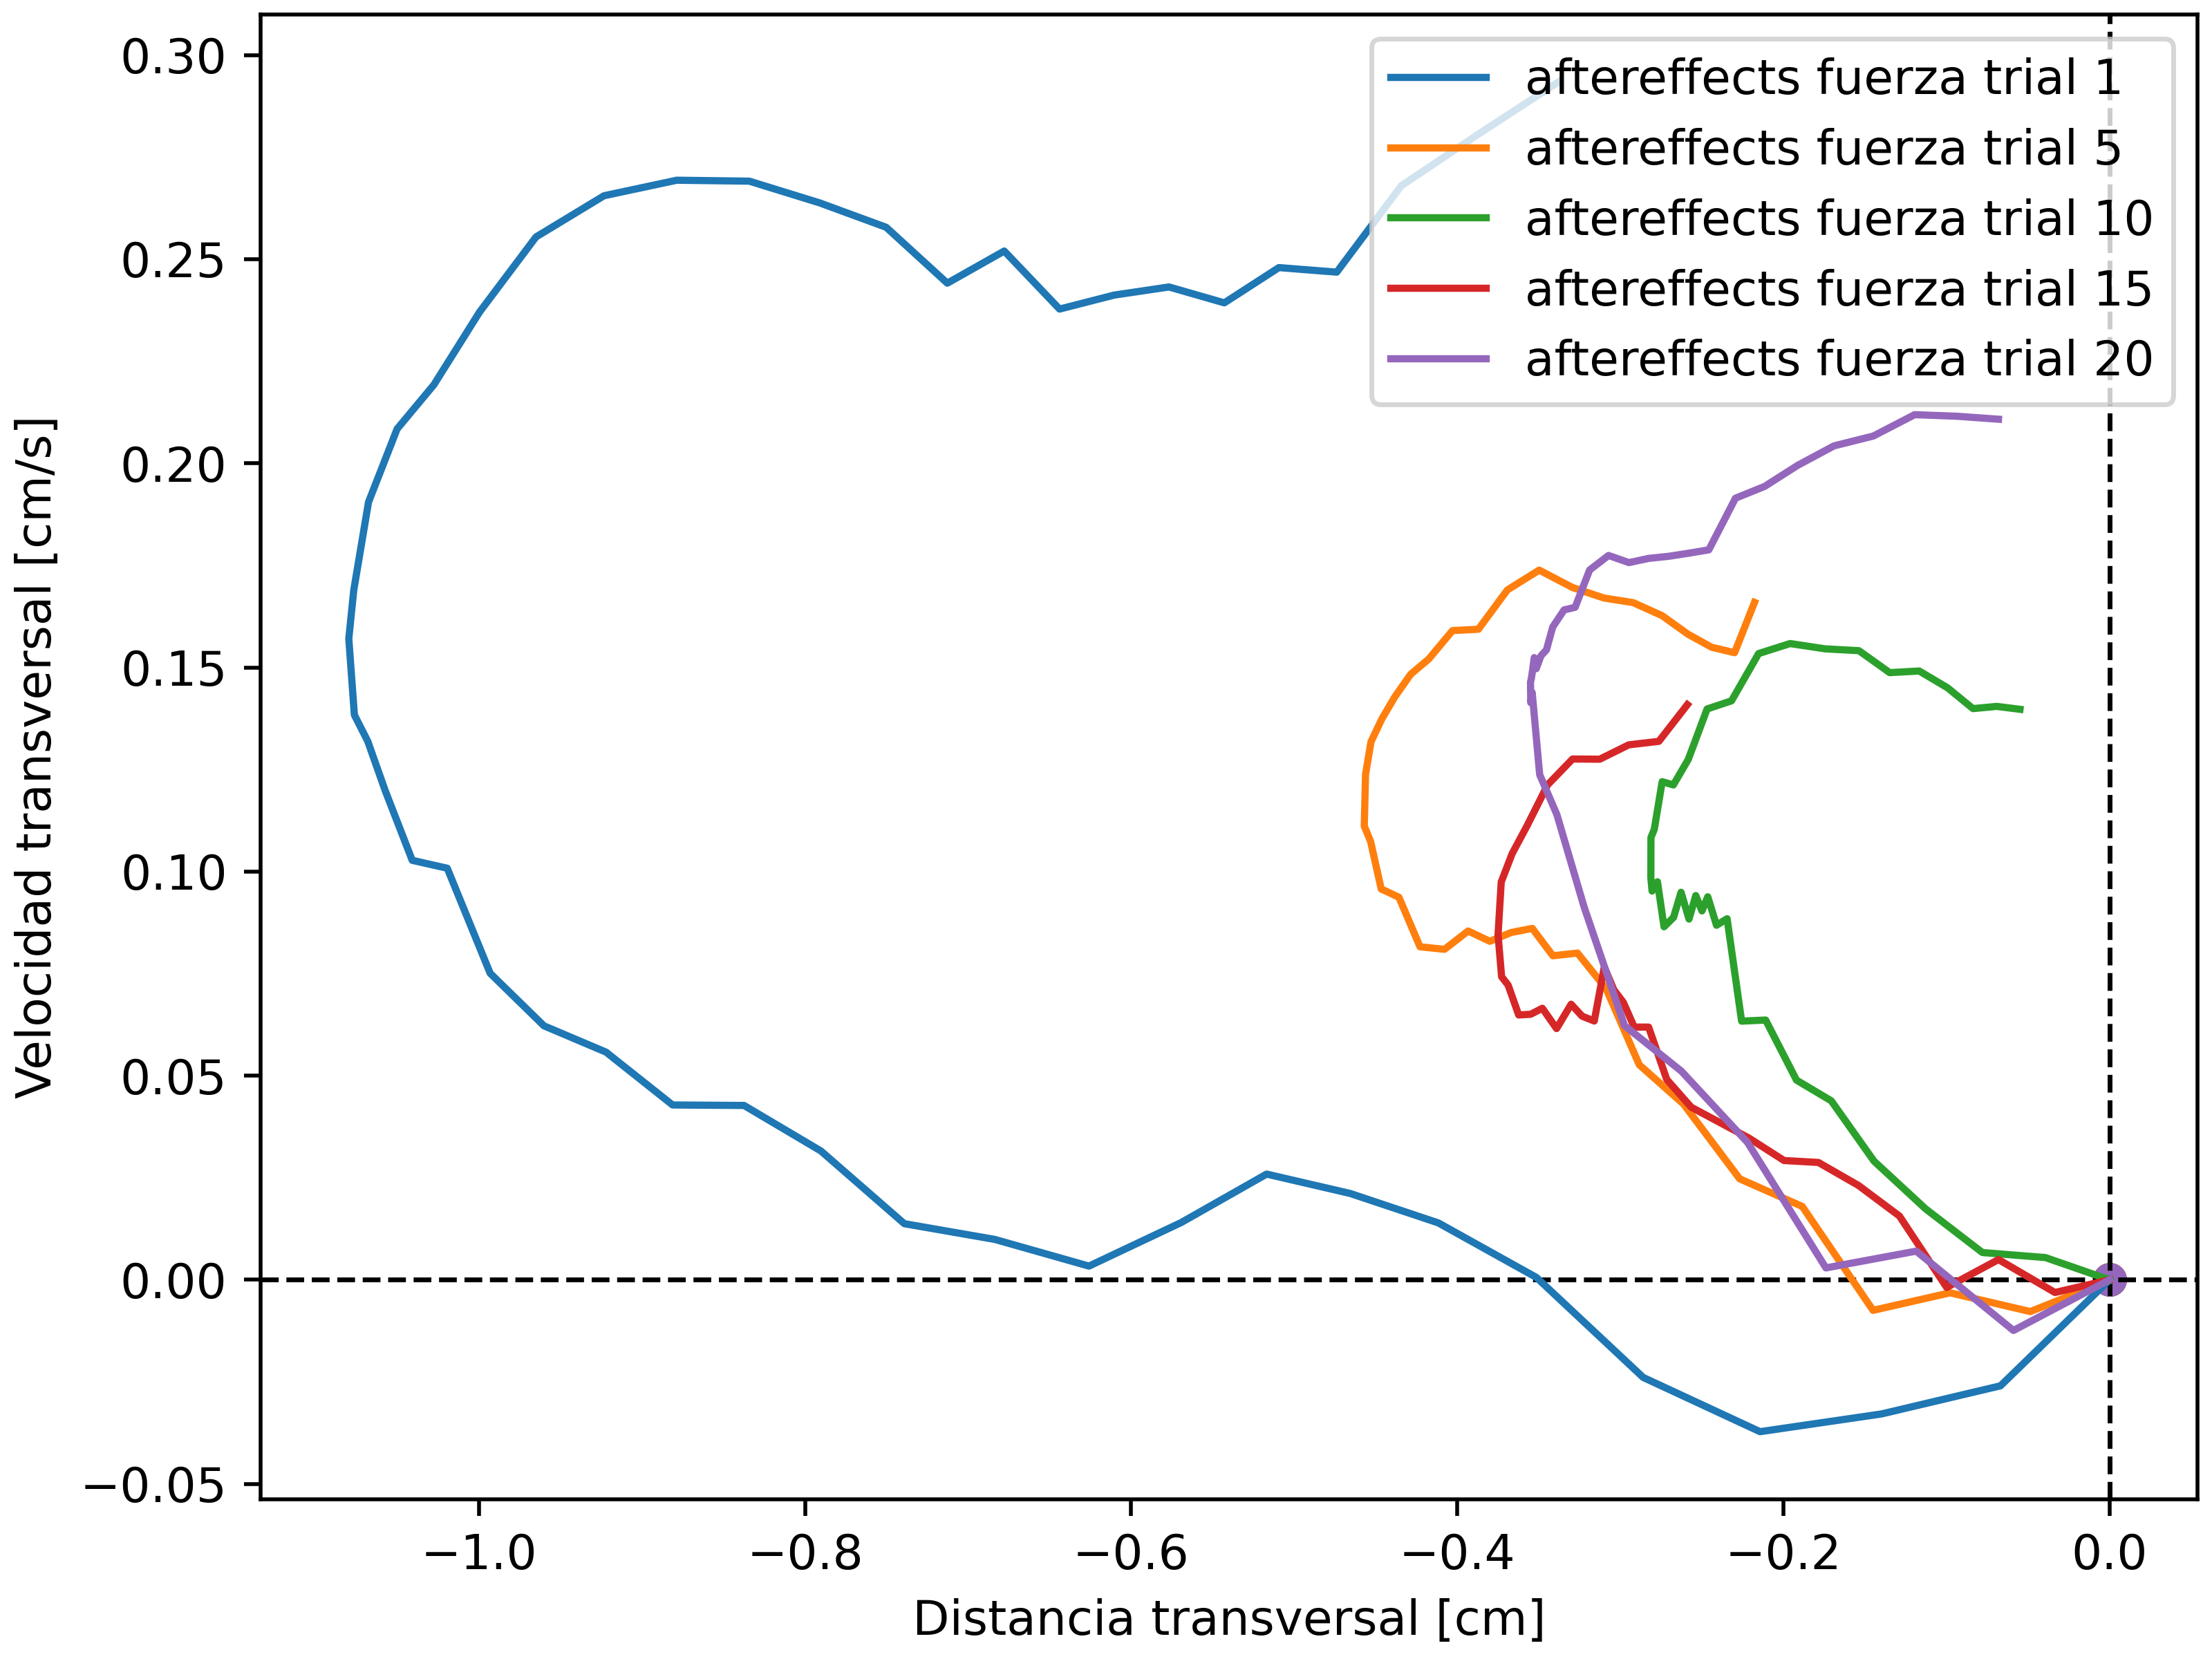 0.30
0.25
0.20
0.15
0.10
0.05
0.00
−0.05
Velocidad transversal [cm/s]
aftereffects fuerza trial 1
aftereffects fuerza trial 5
aftereffects fuerza trial 10
aftereffects fuerza trial 15
aftereffects fuerza trial 20
−1.0 −0.8 −0.6 −0.4 −0.2 0.0
Distancia transversal [cm]